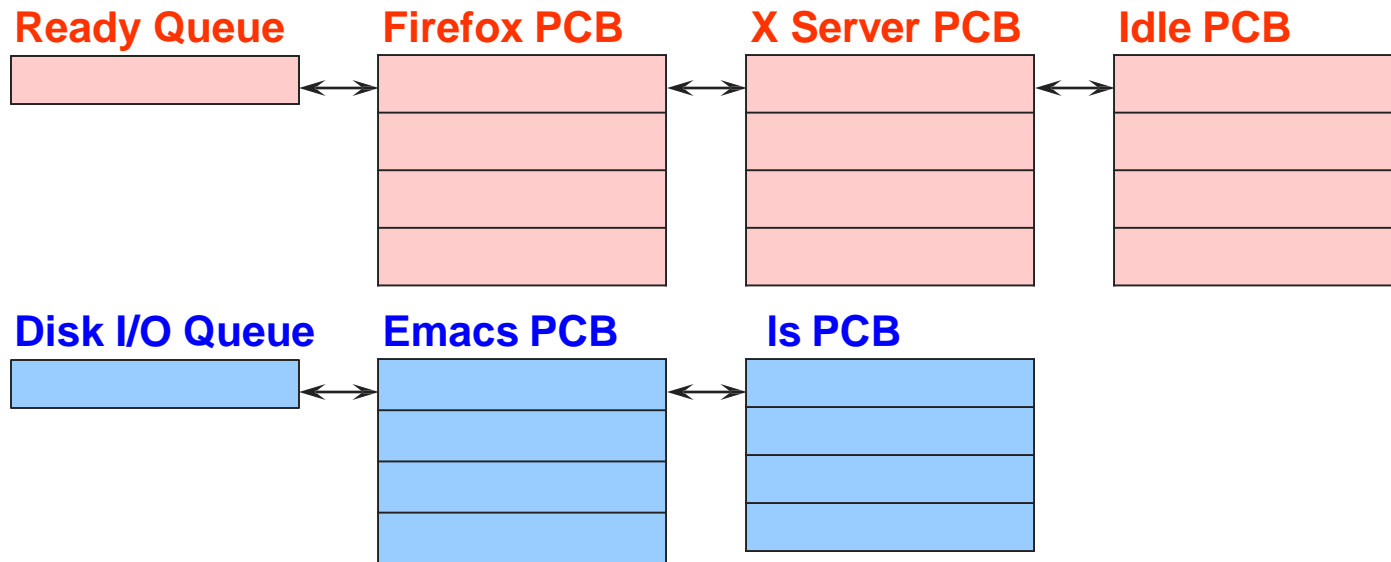 Ready Queue Firefox PCB X Server PCB Idle PCB
Disk I/O Queue Emacs PCB ls PCB